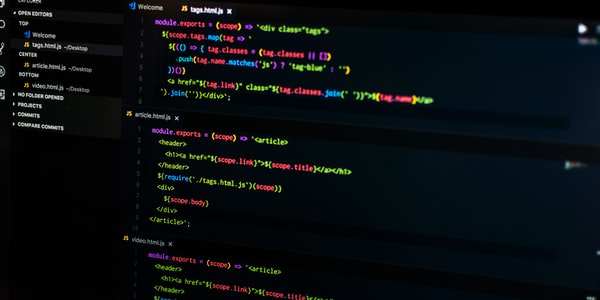 EXPLORER
OPEN EDITORS
TOP
Welcome
tags.html.js ~/Desktop
CENTER
article.html.js ~/Desktop
BOTTOM
video.html.js ~/Desktop
NO FOLDER OPENED
PROJECTS
COMMITS
COMPARE COMMITS
Welcome JS tags.html.js ×
1 module.exports = (scope) => `<div class="tags">
2 ${scope.tags.map(tag => `
3 ${(() => { tag.classes = (tag.classes || [])
4 .push(tag.name.matches('js') ? 'tag-blue' : '')
5 })()}
6 <a href="${tag.link}" class="${tag.classes.join(' ')}">${tag.name}</a>
7 `).join('')}</div>`;
JS article.html.js ×
1 module.exports = (scope) => `<article>
2 <header>
3 <h1><a href="${scope.link}">${scope.title}</a></h1>
4 </header>
5 ${require('./tags.html.js')(scope)}
6 <div>
7 ${scope.body}
8 </div>
9 </article>`;
10
JS video.html.js ×
1 module.exports = (scope) => `<article>
2 <header>
3 <h1><a href="${scope.link}">${scope.title}</a></h1>
4 </header>